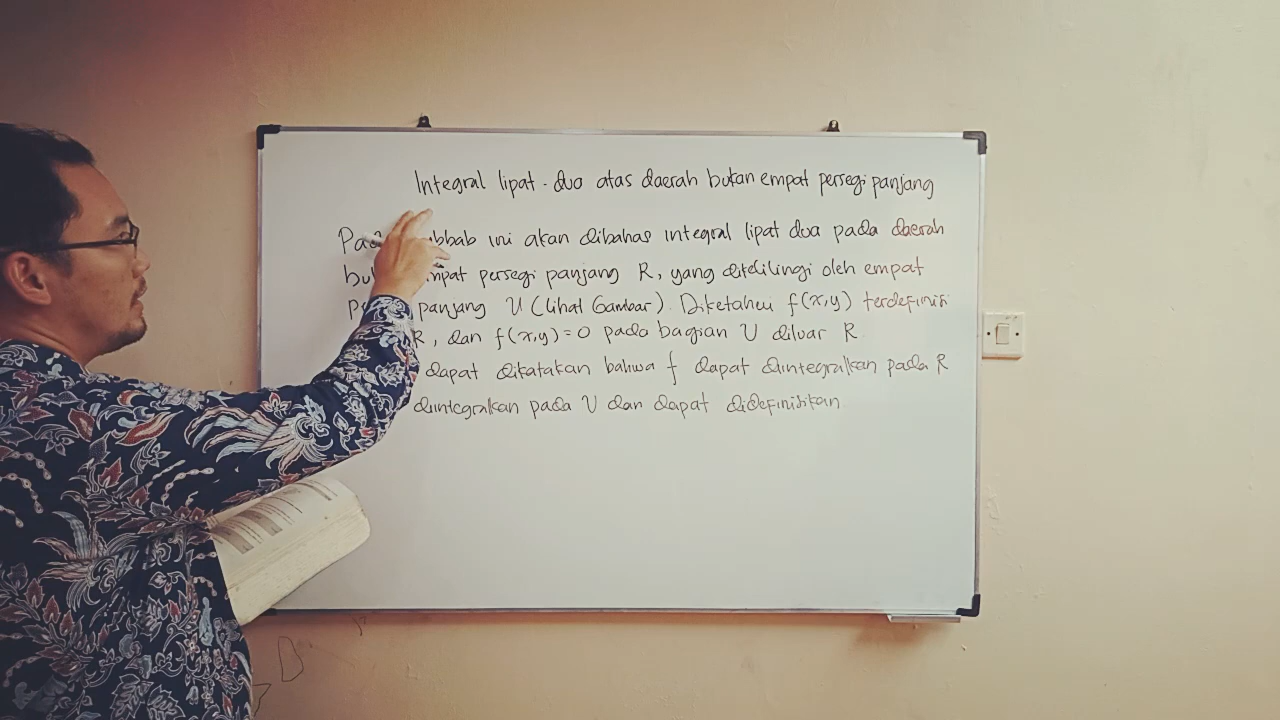 Integral lipat-dua atas daerah bukan empat persegi panjang
Pada subbab ini akan dibahas integral lipat dua pada daerah
bukan empat persegi panjang R, yang dikelilingi oleh empat
panjang U (lihat Gambar). Diketahui f(x,y) terdefinisi
R, dan f(x,y)=0 pada bagian U diluar R
dapat dikatakan bahwa f dapat diintegralkan pada R
diintegralkan pada U dan dapat didefinisikan